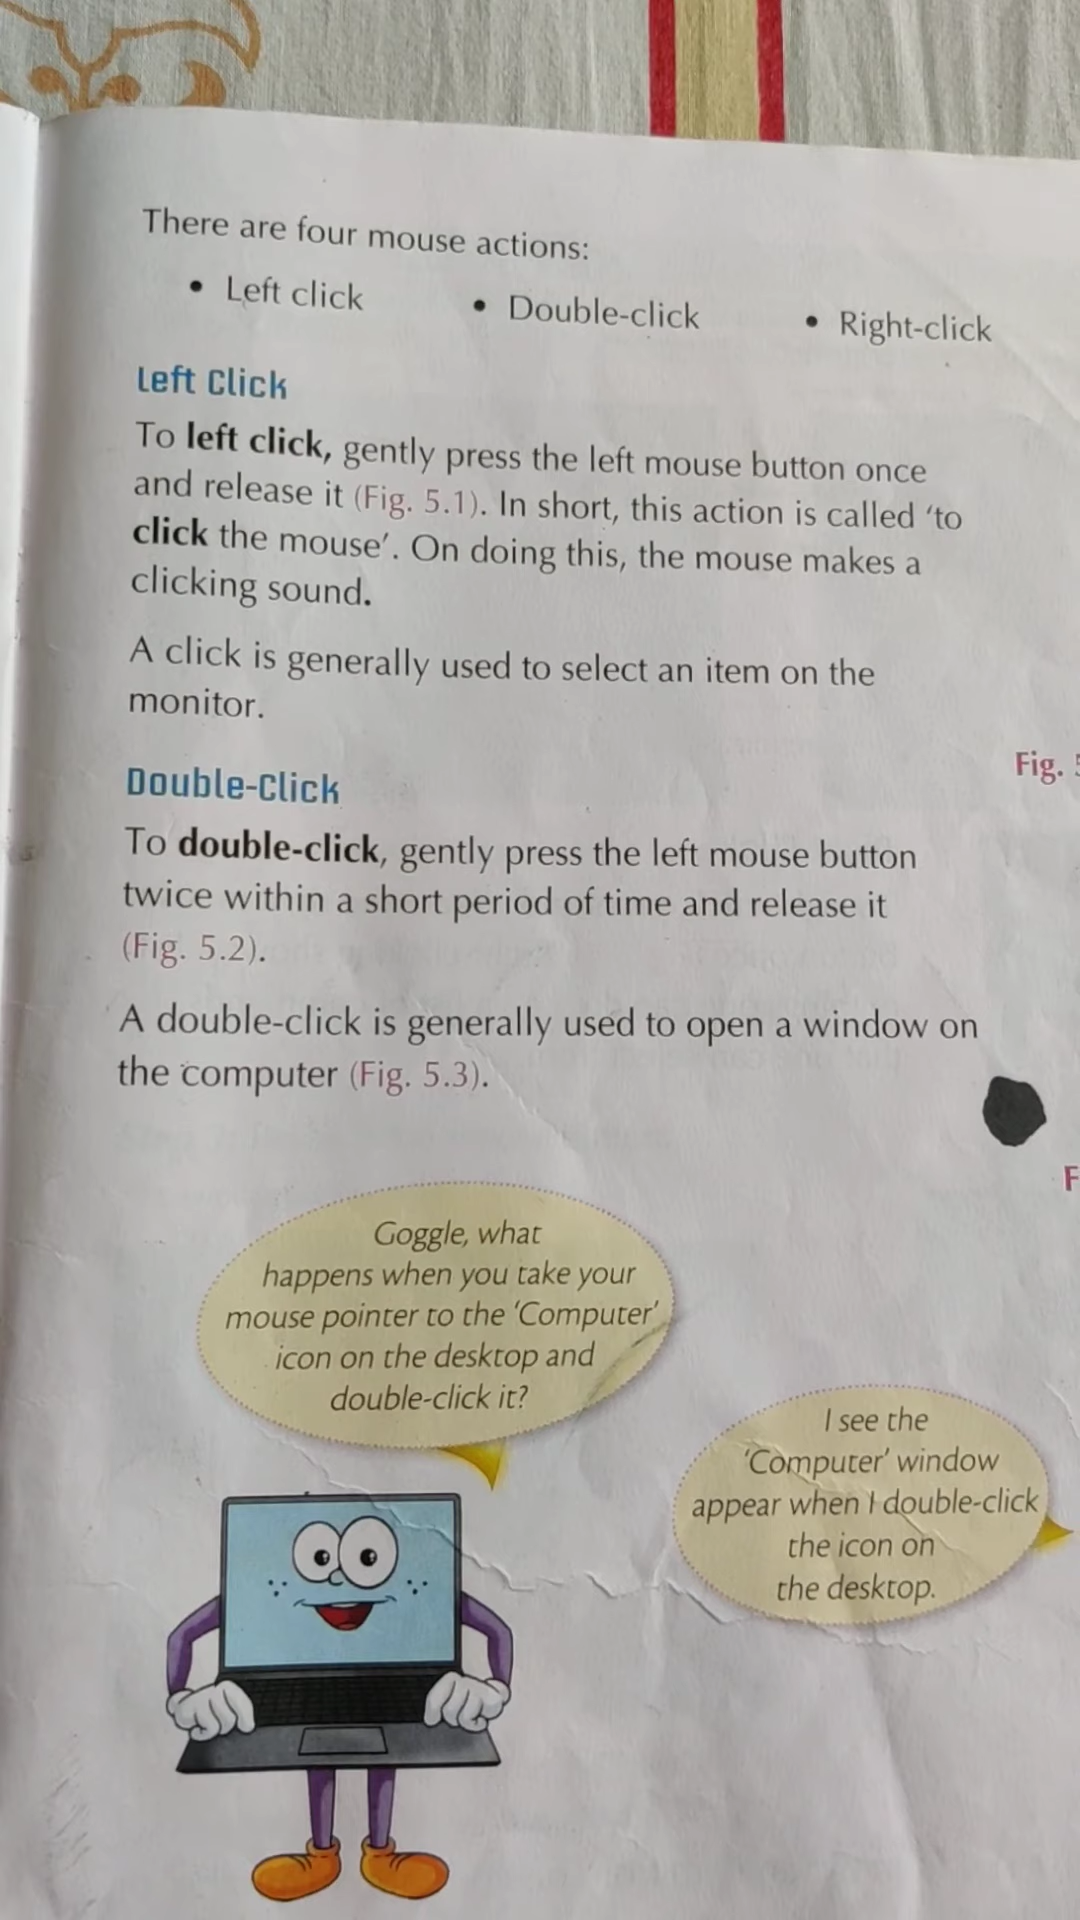 There are four mouse actions:
• Left click • Double-click • Right-click
Left Click
To left click, gently press the left mouse button once
and release it (Fig. 5.1). In short, this action is called ‘to
click the mouse’. On doing this, the mouse makes a
clicking sound.
A click is generally used to select an item on the
monitor.
Fig.
Double-Click
To double-click, gently press the left mouse button
twice within a short period of time and release it
(Fig. 5.2).
A double-click is generally used to open a window on
the computer (Fig. 5.3).
F
Goggle, what
happens when you take your
mouse pointer to the ‘Computer’
icon on the desktop and
double-click it?
I see the
‘Computer’ window
appear when I double-click
the icon on
the desktop.